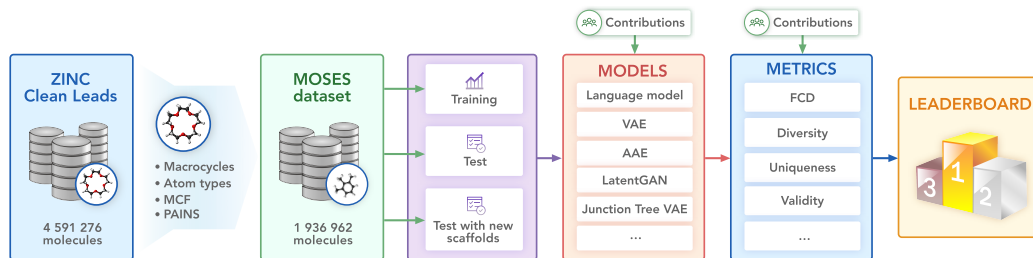 Contributions
Contributions
ZINC
Clean Leads
4 591 276
molecules
• Macrocycles
• Atom types
• MCF
• PAINS
MOSES
dataset
1 936 962
molecules
Training
Test
Test with new
scaffolds
MODELS
Language model
VAE
AAE
LatentGAN
Junction Tree VAE
...
METRICS
FCD
Diversity
Uniqueness
Validity
...
LEADERBOARD
3
1
2